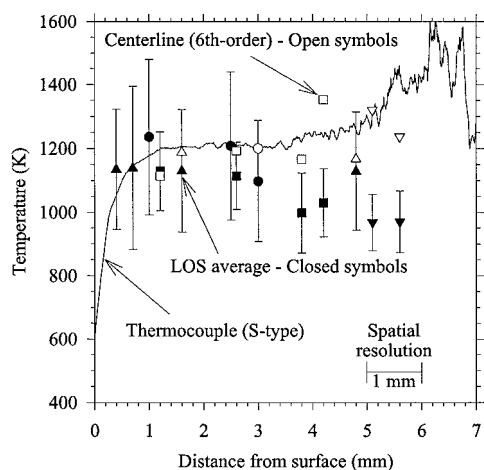 1600
Centerline (6th-order) - Open symbols
1400
1200
1000
LOS average - Closed symbols
800
Thermocouple (S-type)
Spatial
resolution
600
1 mm
400
0 1 2 3 4 5 6 7
Temperature (K)
Distance from surface (mm)